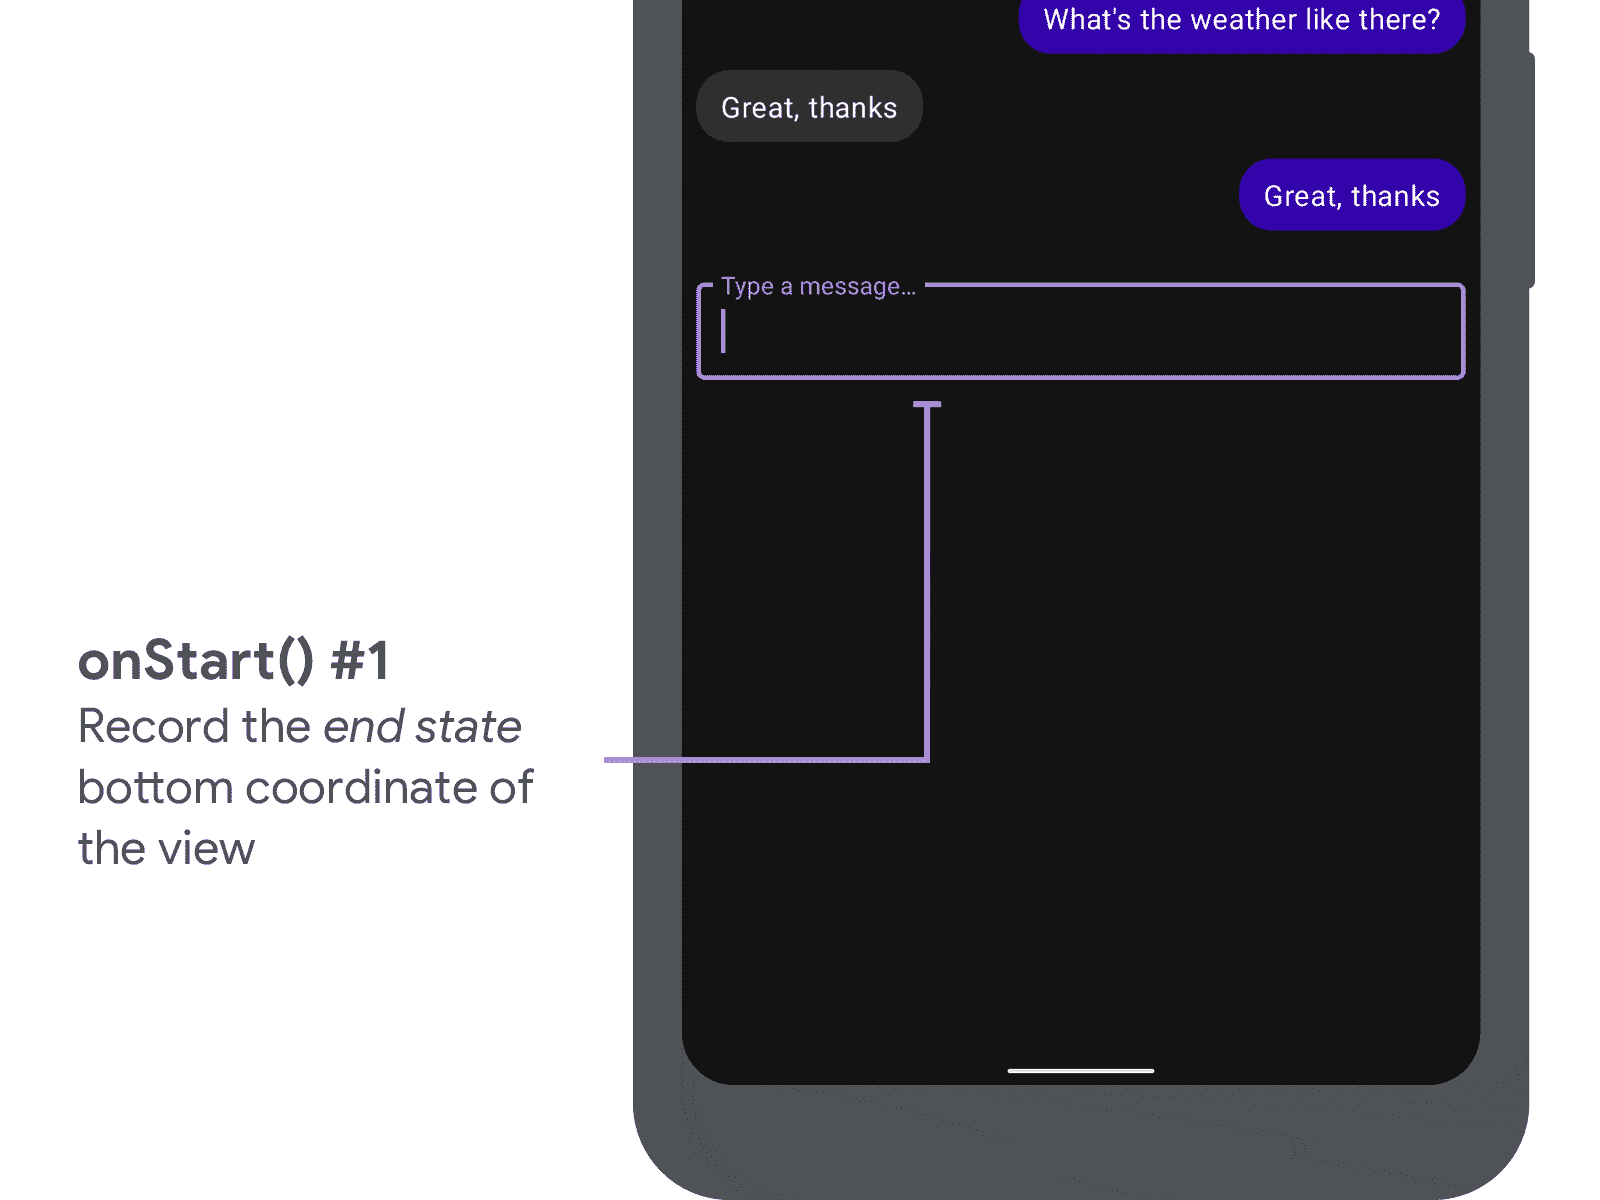 What's the weather like there?
Great, thanks
Great, thanks
Type a message...
onStart() #1
Record the end state
bottom coordinate of
the view